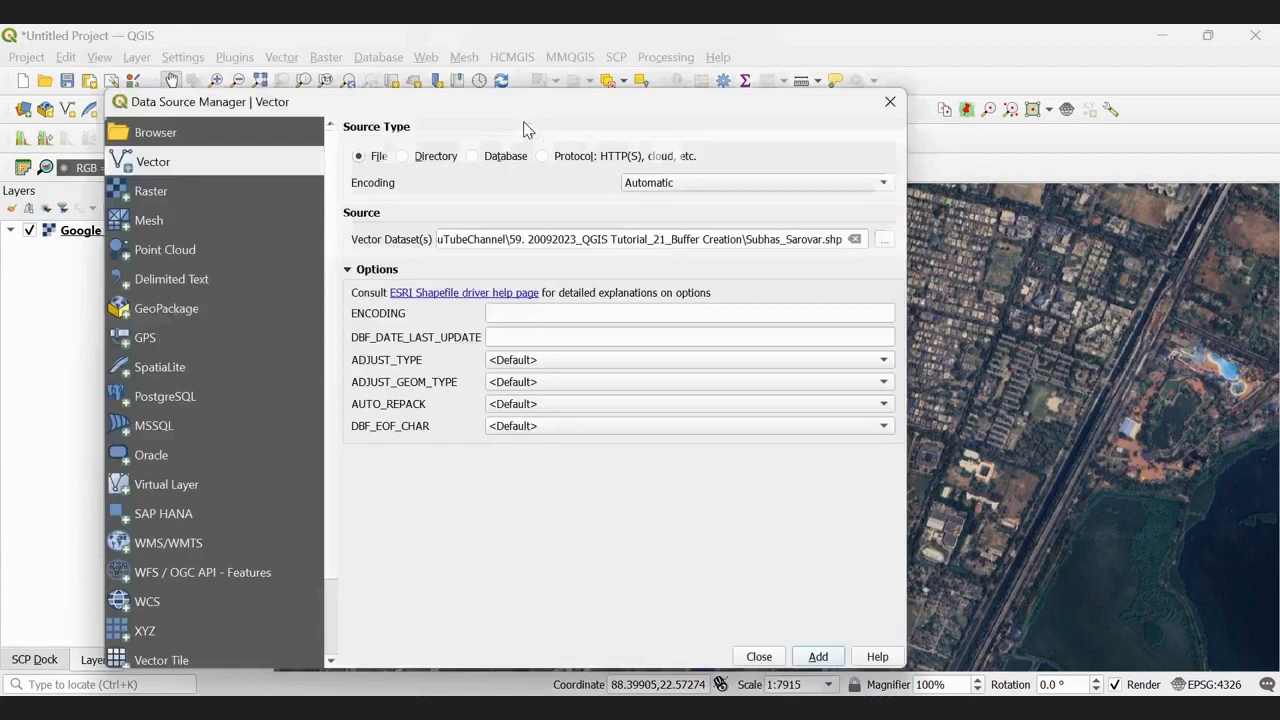 *Untitled Project — QGIS
Project Edit View Layer Settings Plugins Vector Raster Database Web Mesh HCMGIS MMQGIS SCP Processing Help
Data Source Manager | Vector
Browser
Vector
Raster
Mesh
Point Cloud
Delimited Text
GeoPackage
GPS
SpatiaLite
PostgreSQL
MSSQL
Oracle
Virtual Layer
SAP HANA
WMS/WMTS
WFS / OGC API - Features
WCS
XYZ
Vector Tile
Source Type
File Directory Database Protocol: HTTP(S), cloud, etc.
Encoding Automatic
Source
Vector Dataset(s) uTubeChannel\59. 20092023_QGIS Tutorial_21_Buffer Creation\Subhas_Sarovar.shp ...
Options
Consult ESRI Shapefile driver help page for detailed explanations on options
ENCODING
DBF_DATE_LAST_UPDATE
ADJUST_TYPE <Default>
ADJUST_GEOM_TYPE <Default>
AUTO_REPACK <Default>
DBF_EOF_CHAR <Default>
Close Add Help
RGB =
Layers
Google
SCP Dock Laye
Type to locate (Ctrl+K) Coordinate 88.39905,22.57274 Scale 1:7915 Magnifier 100% Rotation 0.0 ° Render EPSG:4326